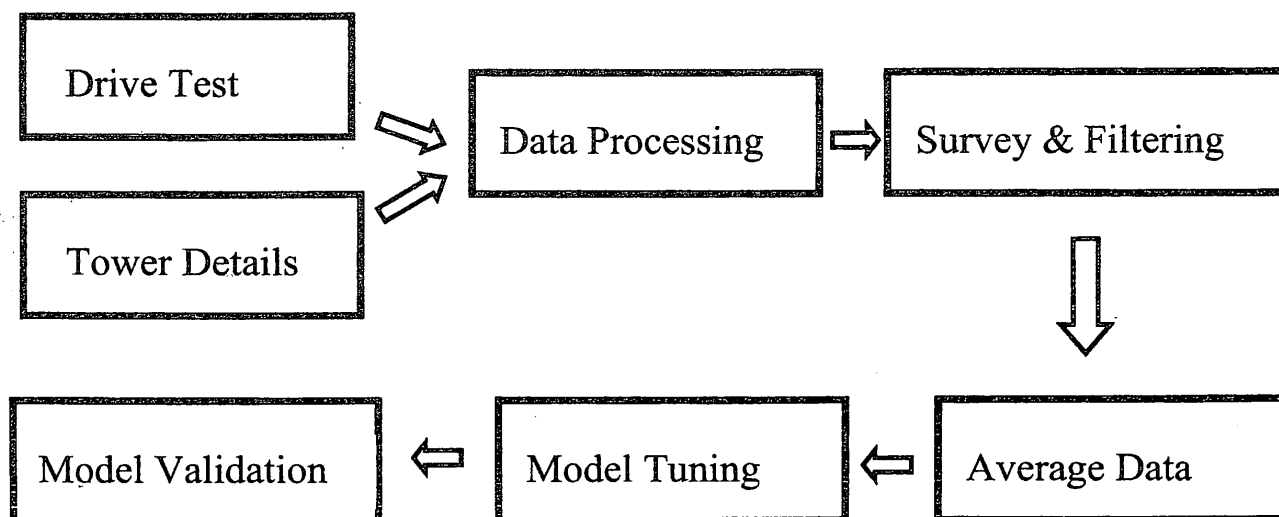 Drive Test
Tower Details
Data Processing
Survey & Filtering
Average Data
Model Tuning
Model Validation